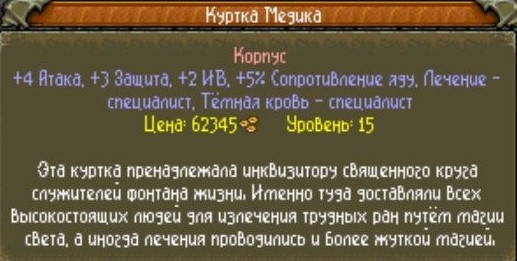 Куртка Медика
Корпус
+4 Атака, +3 Защита, +2 ИВ, +5% Сопротивление яду, Лечение -
специалист, Тёмная кровь - специалист
Цена: 62345 Уровень: 15
Эта куртка пренадлежала инквизитору священного круга
служителей фонтана жизни. Именно туда доставляли всех
высокостоящих людей для излечения трудных ран путём магии
света, а иногда лечения проводились и более жуткой магией.